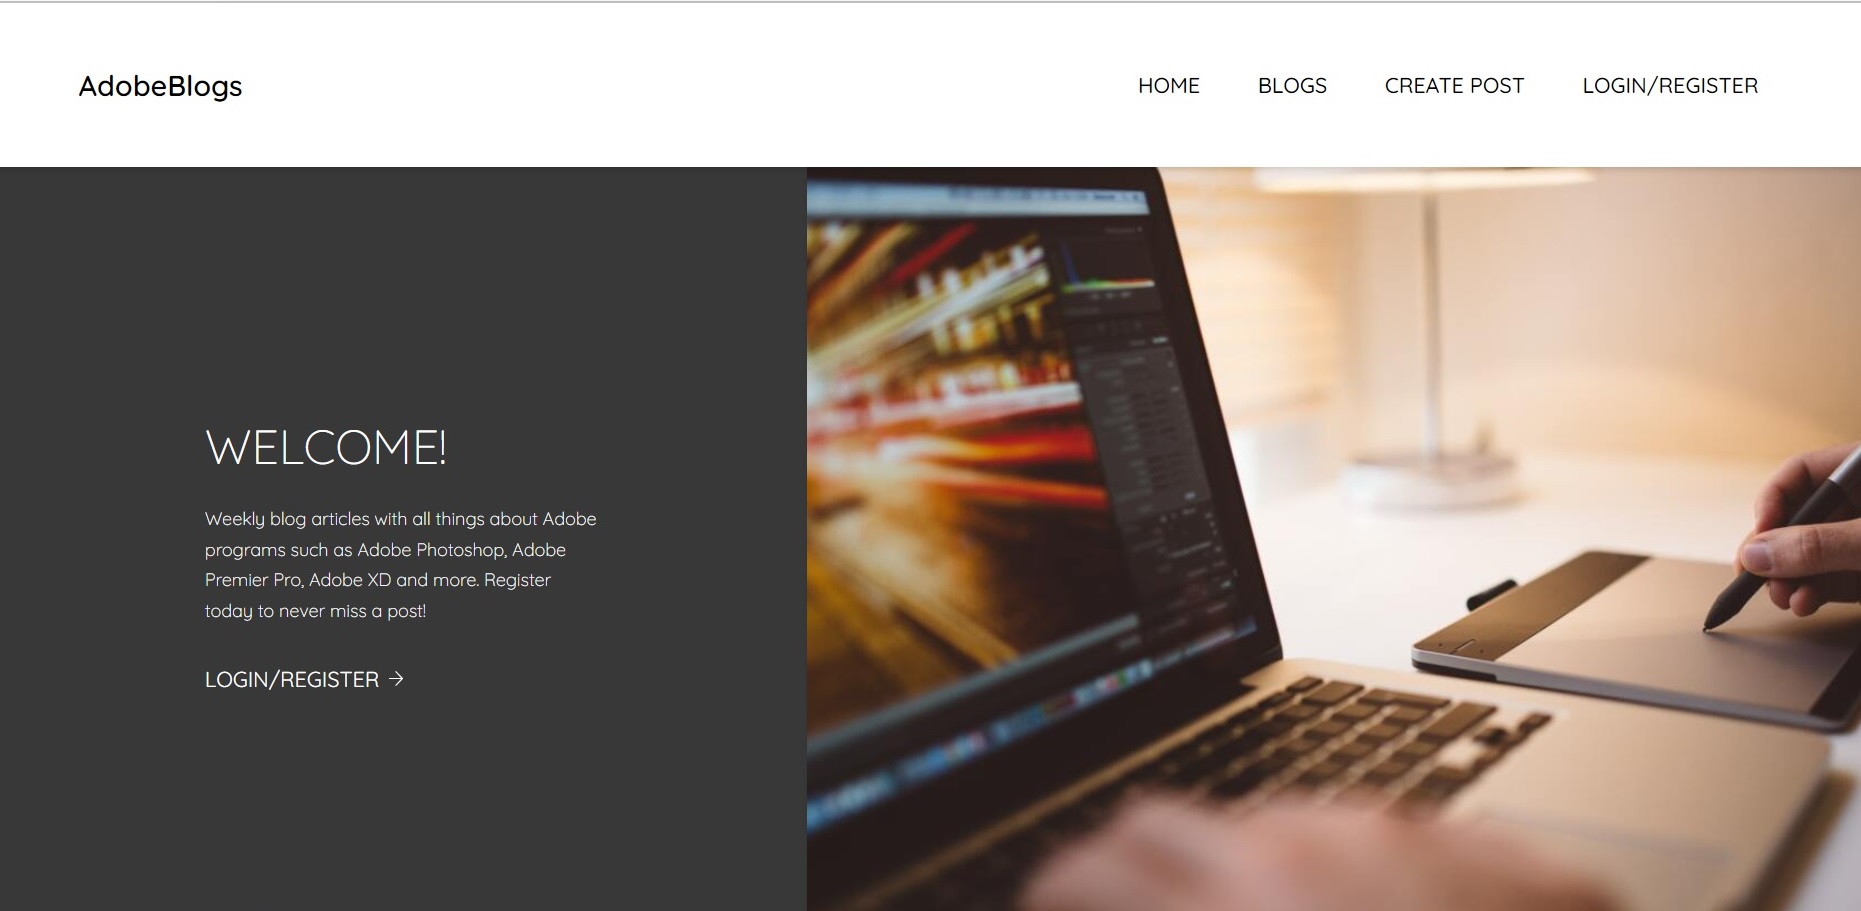 AdobeBlogs
HOME
BLOGS
CREATE POST
LOGIN/REGISTER
WELCOME!
Weekly blog articles with all things about Adobe
programs such as Adobe Photoshop, Adobe
Premier Pro, Adobe XD and more. Register
today to never miss a post!
LOGIN/REGISTER →